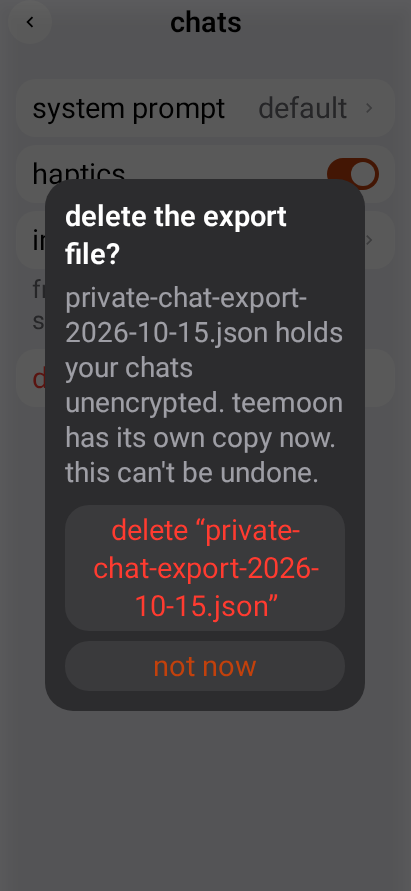 chats
system prompt default
haptics
delete the export
file?
private-chat-export-
2026-10-15.json holds
your chats
unencrypted. teemoon
has its own copy now.
this can't be undone.
delete “private-
chat-export-2026-
10-15.json”
not now